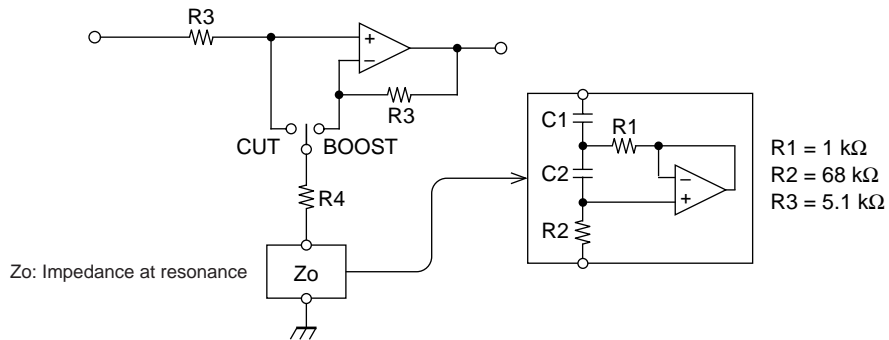 R3
+
−
R3
CUT
BOOST
R4
Zo: Impedance at resonance
Zo
C1
R1
C2
−
+
R2
R1 = 1 kΩ
R2 = 68 kΩ
R3 = 5.1 kΩ